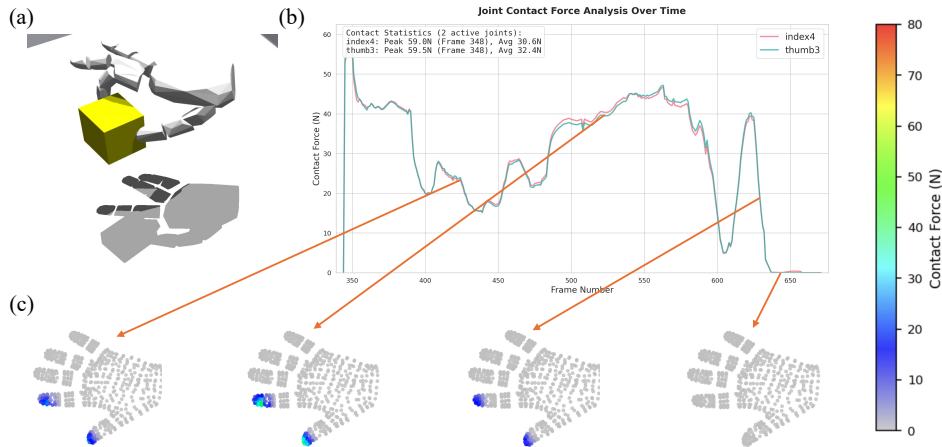 (a)
(b)
Joint Contact Force Analysis Over Time
Contact Statistics (2 active joints):
index4: Peak 59.0N (Frame 348), Avg 30.6N
thumb3: Peak 59.5N (Frame 348), Avg 32.4N
index4
thumb3
60
50
40
30
20
10
0
Contact Force (N)
400
450
500
550
600
650
Frame Number
80
70
60
50
40
30
20
10
0
Contact Force (N)
(c)